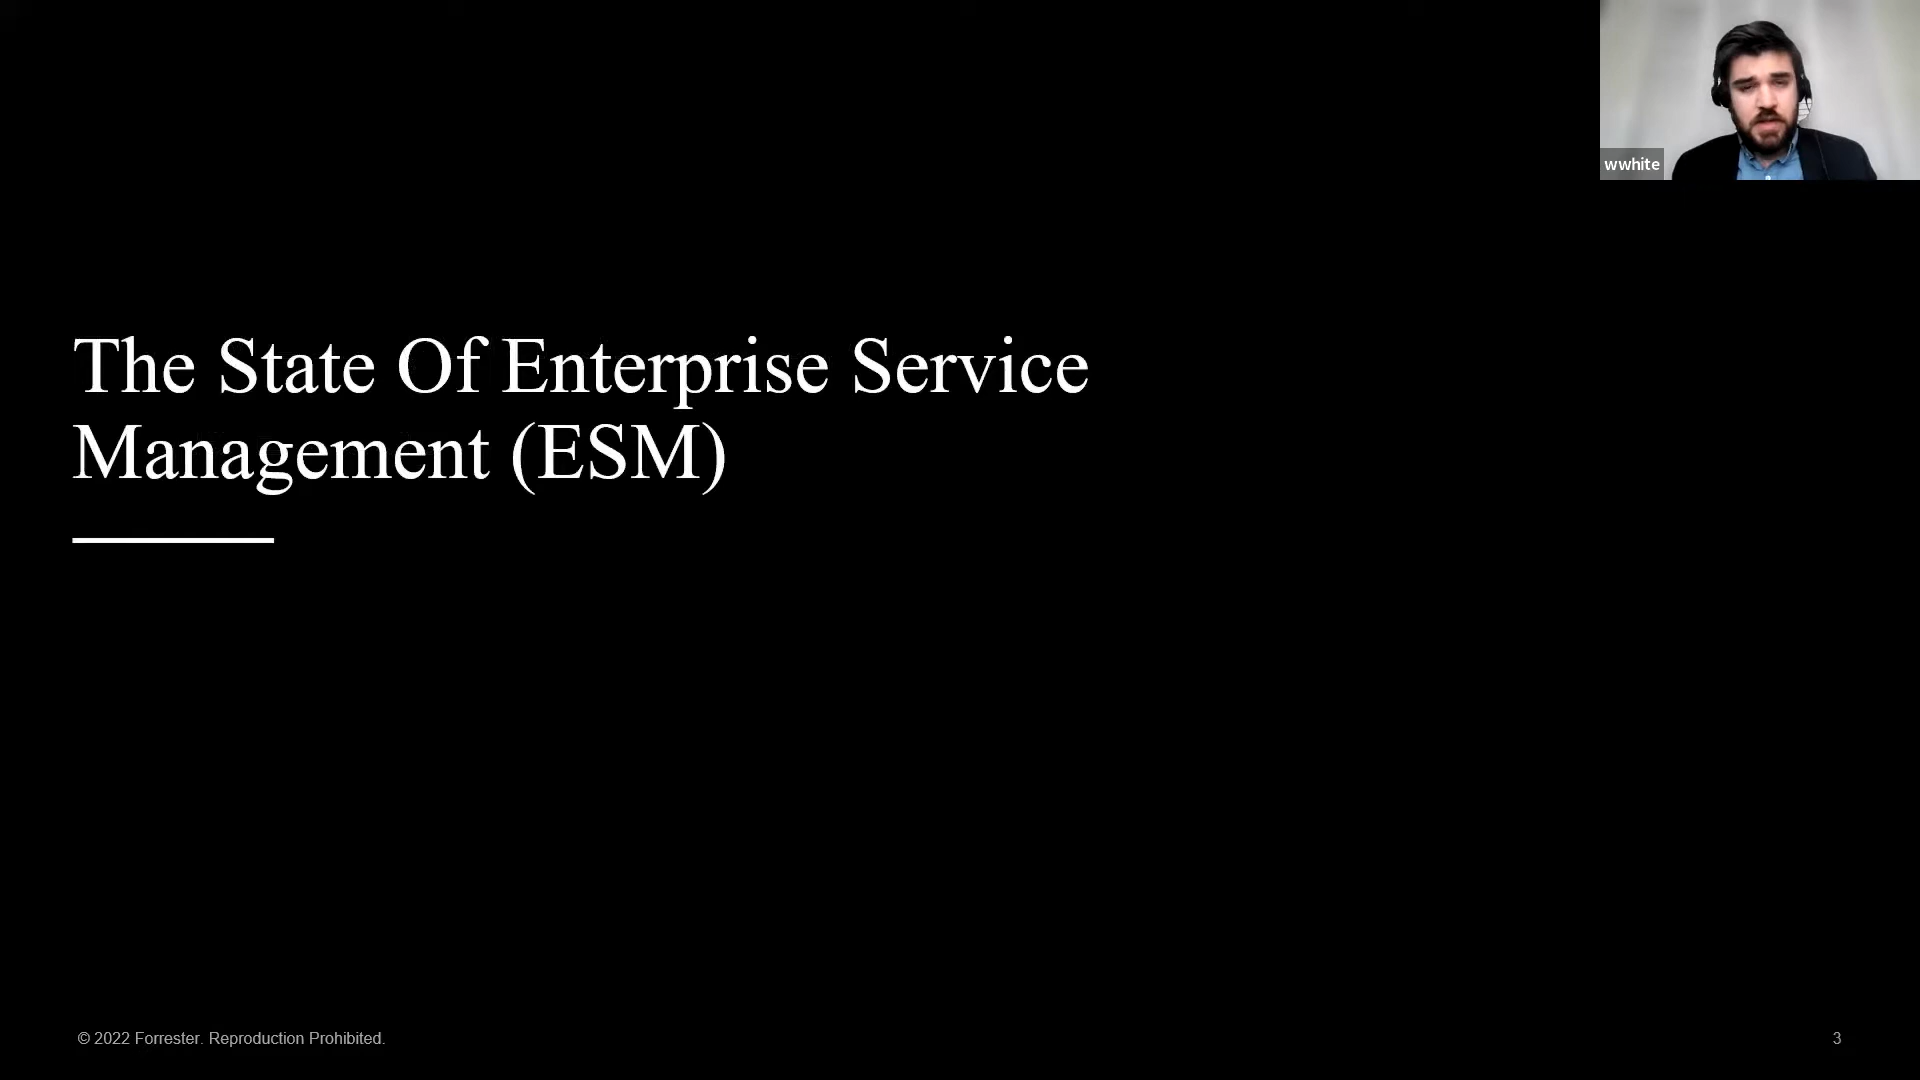 wwhite
The State Of Enterprise Service
Management (ESM)
© 2022 Forrester. Reproduction Prohibited.
3